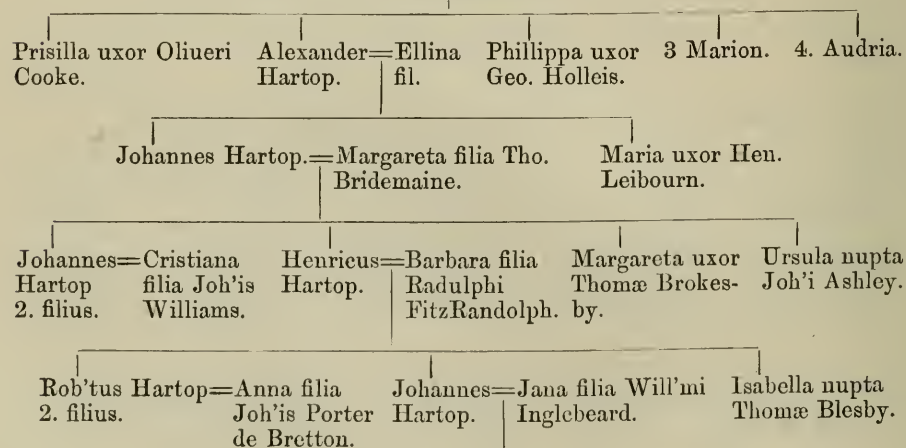 Prisilla uxor Oliueri Cooke.
Alexander Hartop.=Ellina fil.
Phillippa uxor Geo. Holleis.
3 Marion.
4. Audria.
Johannes Hartop.=Margareta filia Tho. Bridemaine.
Maria uxor Hen. Leibourn.
Johannes Hartop 2. filius.=Cristiana filia Joh'is Williams.
Henricus Hartop.=Barbara filia Radulphi FitzRandolph.
Margareta uxor Thomæ Brokes-by.
Ursula nupta Joh'i Ashley.
Rob'tus Hartop 2. filius.=Anna filia Joh'is Porter de Bretton.
Johannes Hartop.=Jana filia Will'mi Inglebeard.
Isabella nupta Thomæ Blesby.